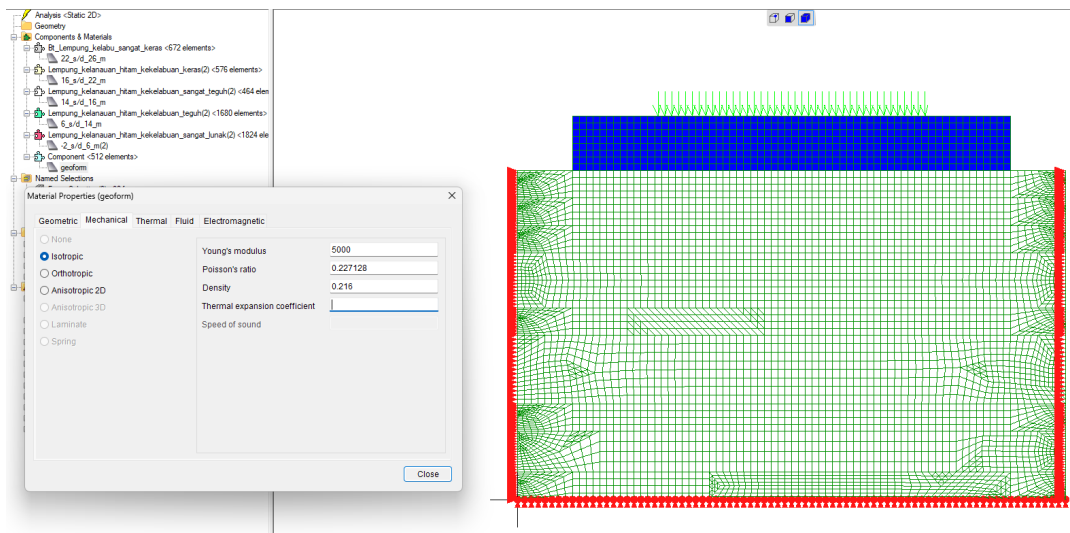 Analysis <Static 2D>
Geometry
Components & Materials
Bt_Lempung_kelabu_sangat_keras <672 elements>
22_s/d_26_m
Lempung_kelanauan_hitam_kekelabuan_keras(2) <576 elements>
16_s/d_22_m
Lempung_kelanauan_hitam_kekelabuan_sangat_teguh(2) <464 elem
14_s/d_16_m
Lempung_kelanauan_hitam_kekelabuan_teguh(2) <1680 elements>
6_s/d_14_m
Lempung_kelanauan_hitam_kekelabuan_sangat_lunak(2) <1824 ele
-2_s/d_6_m(2)
Component <512 elements>
geofom
Named Selections
Material Properties (geofom)
Geometric Mechanical Thermal Fluid Electromagnetic
None
Isotropic
Orthotropic
Anisotropic 2D
Anisotropic 3D
Laminate
Spring
Young's modulus 5000
Poisson's ratio 0.227128
Density 0.216
Thermal expansion coefficient
Speed of sound
Close